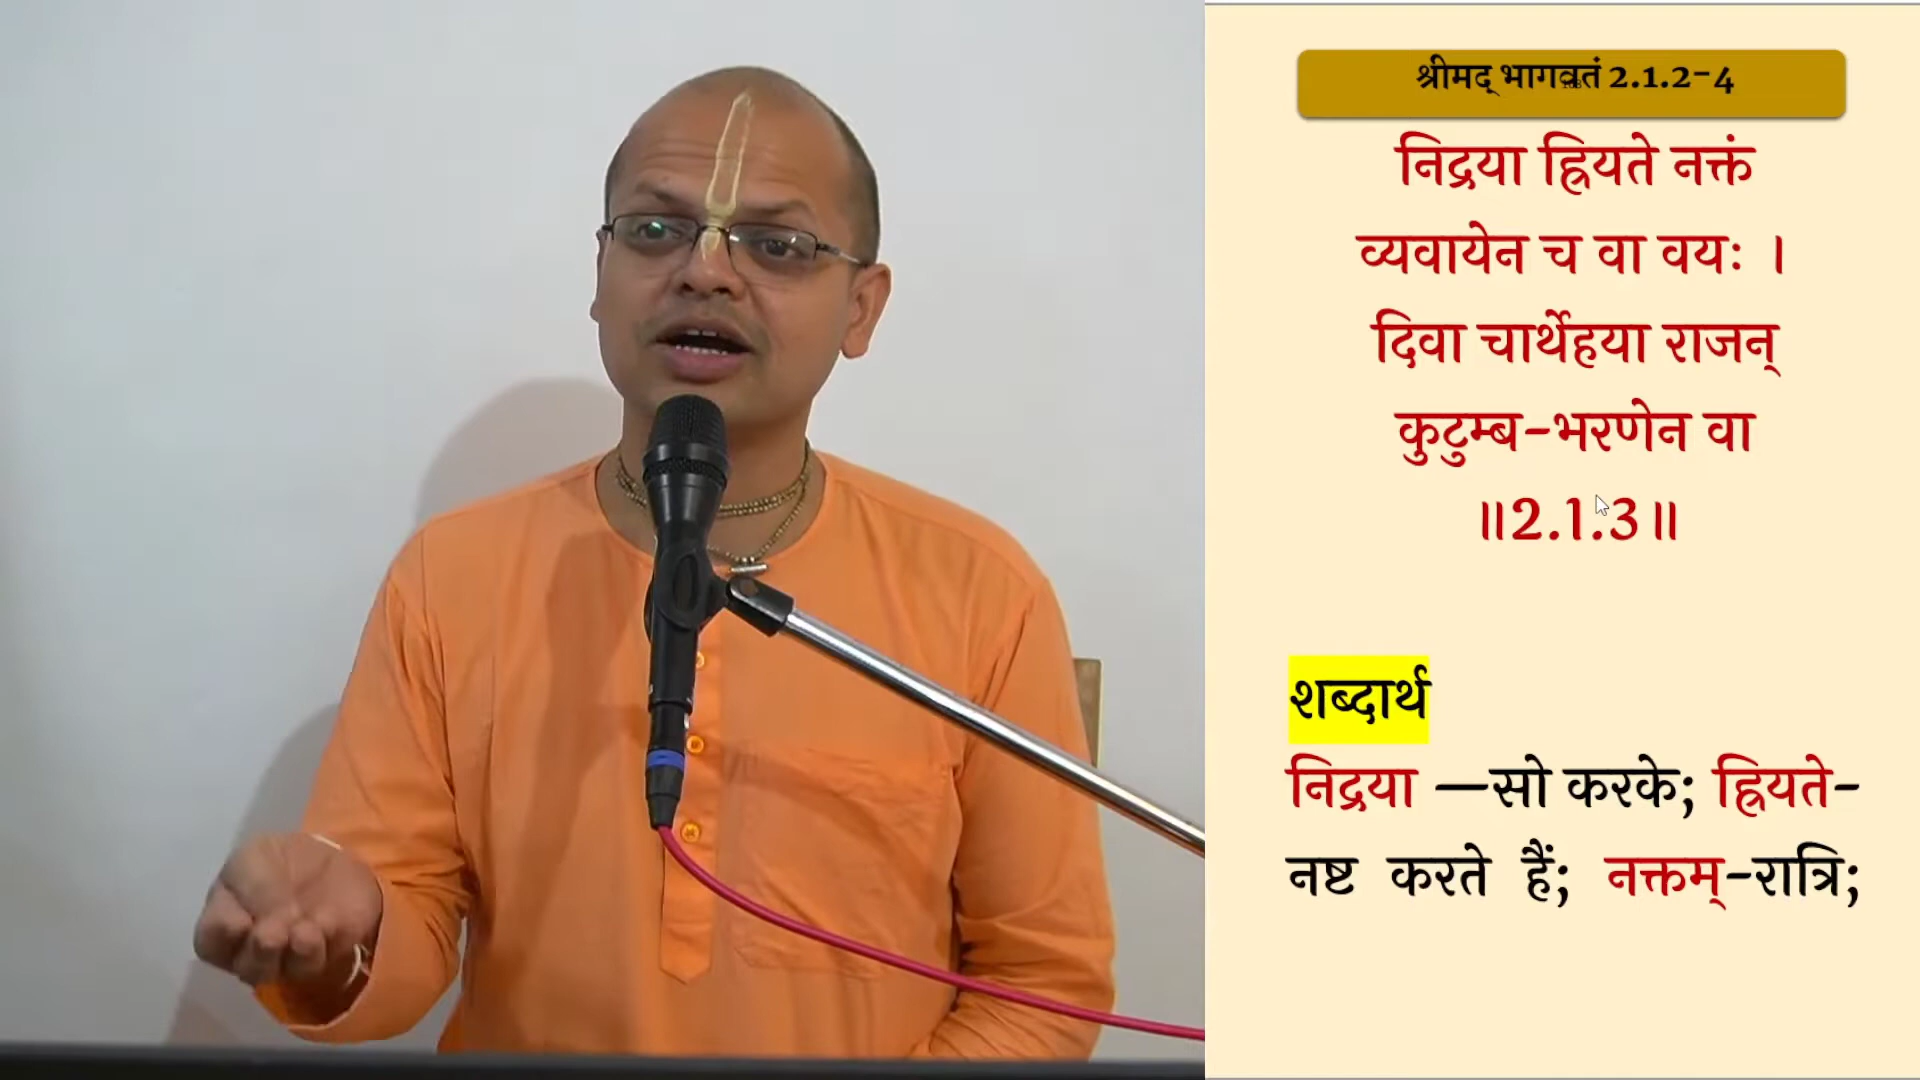 श्रीमद् भागवतं 2.1.2-4
निद्रया ह्रियते नक्तं
व्यवायेन च वा वयः ।
दिवा चार्थेहया राजन्
कुटुम्ब-भरणेन वा
॥2.1.3॥
शब्दार्थ
निद्रया —सो करके; ह्रियते-
नष्ट करते हैं; नक्तम्-रात्रि;